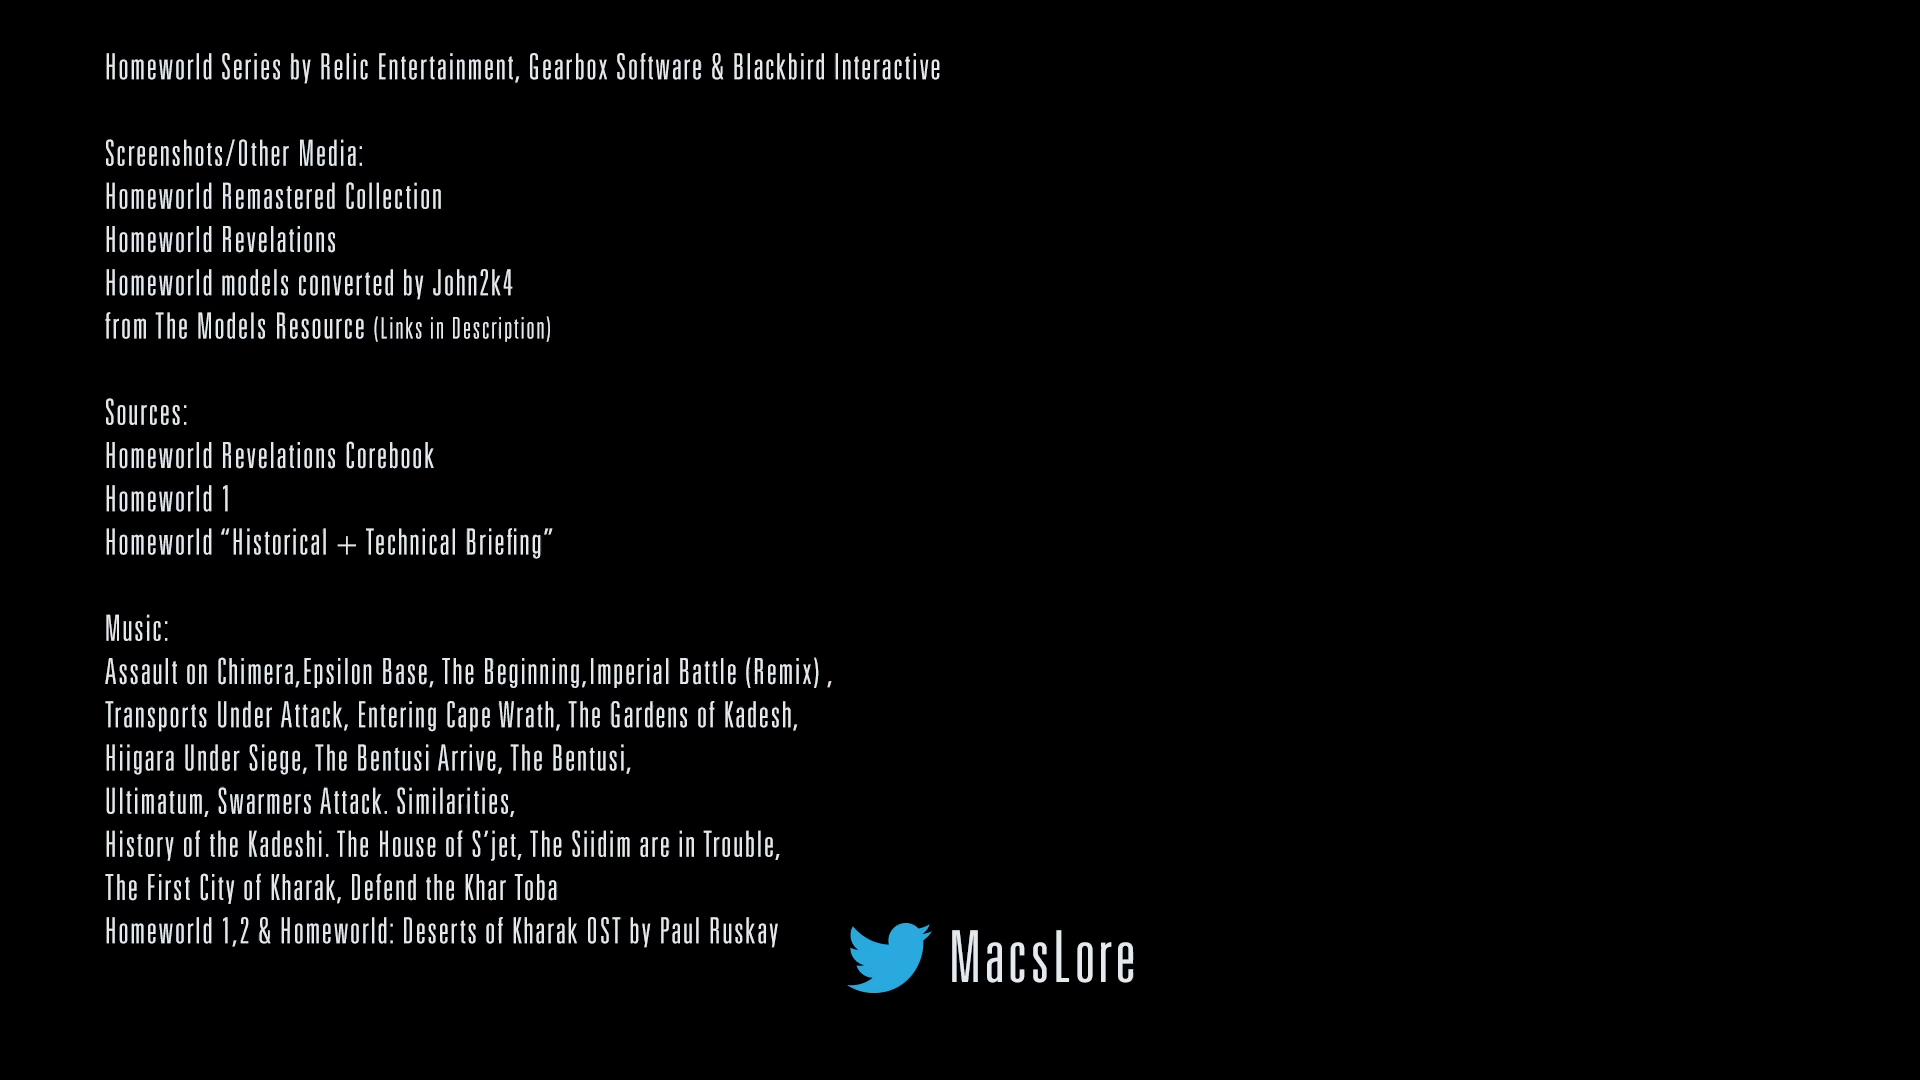 Homeworld Series by Relic Entertainment, Gearbox Software & Blackbird Interactive
Screenshots/Other Media:
Homeworld Remastered Collection
Homeworld Revelations
Homeworld models converted by John2k4
from The Models Resource (Links in Description)
Sources:
Homeworld Revelations Corebook
Homeworld 1
Homeworld “Historical + Technical Briefing”
Music:
Assault on Chimera,Epsilon Base, The Beginning,Imperial Battle (Remix) ,
Transports Under Attack, Entering Cape Wrath, The Gardens of Kadesh,
Hiigara Under Siege, The Bentusi Arrive, The Bentusi,
Ultimatum, Swarmers Attack. Similarities,
History of the Kadeshi. The House of S’jet, The Siidim are in Trouble,
The First City of Kharak, Defend the Khar Toba
Homeworld 1,2 & Homeworld: Deserts of Kharak OST by Paul Ruskay
MacsLore